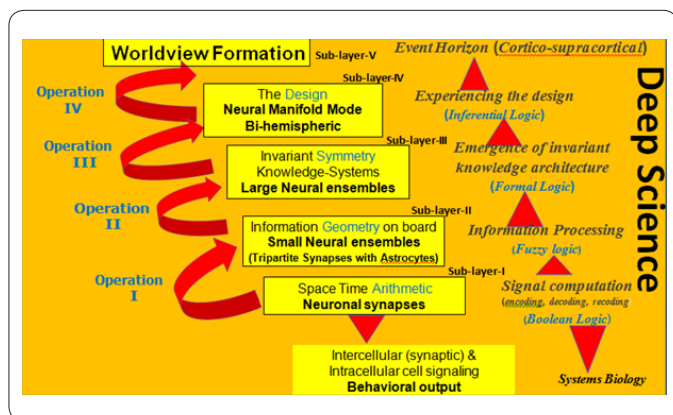 Worldview Formation
Sub-layer-V
Event Horizon (Cortico-supracortical)
Sub-layer-IV
Operation
IV
The Design
Neural Manifold Mode
Bi-hemispheric
Experiencing the design
(Inferential Logic)
Sub-layer-III
Operation
III
Invariant Symmetry
Knowledge-Systems
Large Neural ensembles
Emergence of invariant
knowledge architecture
(Formal Logic)
Sub-layer-II
Operation
II
Information Geometry on board
Small Neural ensembles
(Tripartite Synapses with Astrocytes)
Information Processing
(Fuzzy logic)
Sub-layer-I
Operation
I
Space Time Arithmetic
Neuronal synapses
Signal computation
(encoding, decoding, recoding)
(Boolean Logic)
Intercellular (synaptic) &
Intracellular cell signaling
Behavioral output
Systems Biology
Deep Science